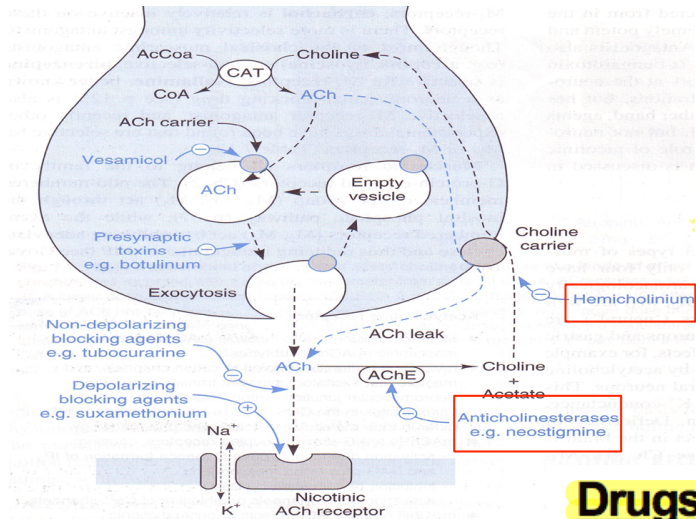 Choline
CAT
CoA
ACh
ACh carrier
Vesamicol
ACh
Empty
vesicle
Presynaptic
toxins
e.g. botulinum
Choline
carrier
Exocytosis
Hemicholinium
Non-depolarizing
blocking agents
e.g. tubocurarine
ACh leak
ACh
AChE
Choline
+
Acetate
Depolarizing
blocking agents
e.g. suxamethonium
Anticholinesterases
e.g. neostigmine
Na+
K+
Nicotinic
ACh receptor
Drugs